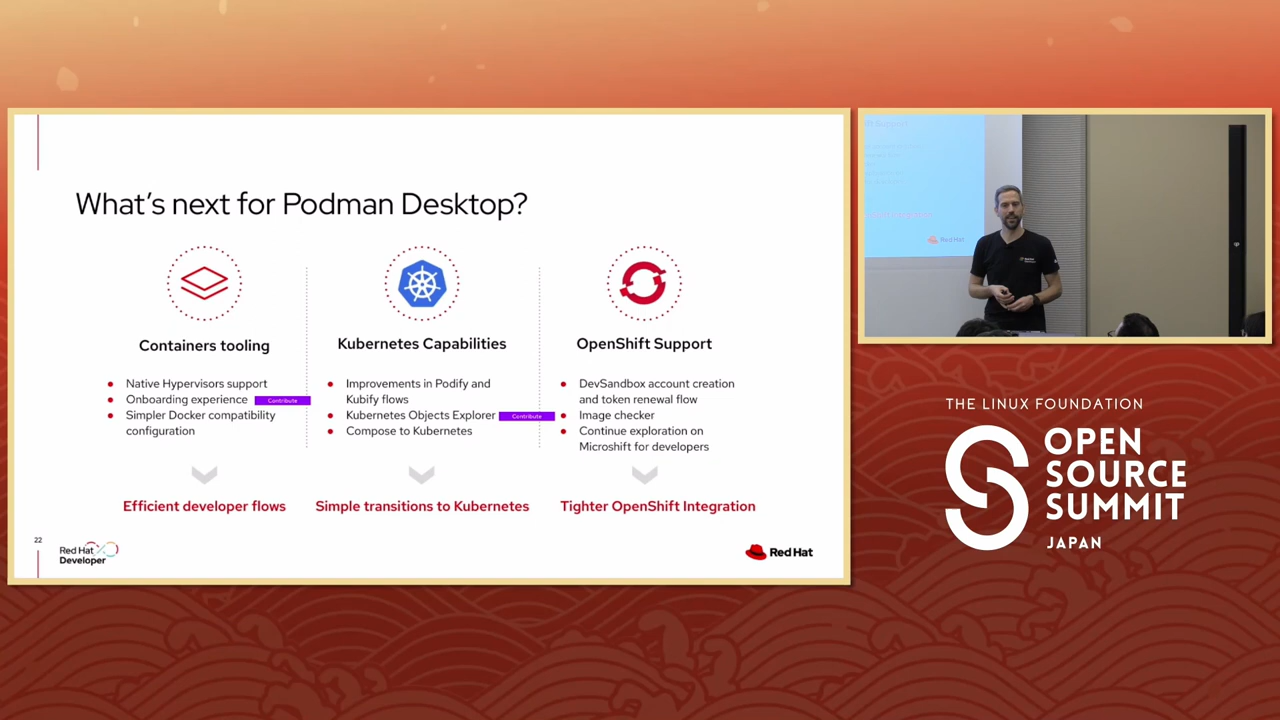 What's next for Podman Desktop?
Containers tooling
Native Hypervisors support
Onboarding experience Contribute
Simpler Docker compatibility
configuration
Efficient developer flows
Kubernetes Capabilities
Improvements in Podify and
Kubify flows
Kubernetes Objects Explorer Contribute
Compose to Kubernetes
Simple transitions to Kubernetes
OpenShift Support
DevSandbox account creation
and token renewal flow
Image checker
Continue exploration on
Microshift for developers
Tighter OpenShift Integration
22
Red Hat
Developer
Red Hat
Red Hat
THE LINUX FOUNDATION
OPEN
SOURCE
SUMMIT
JAPAN